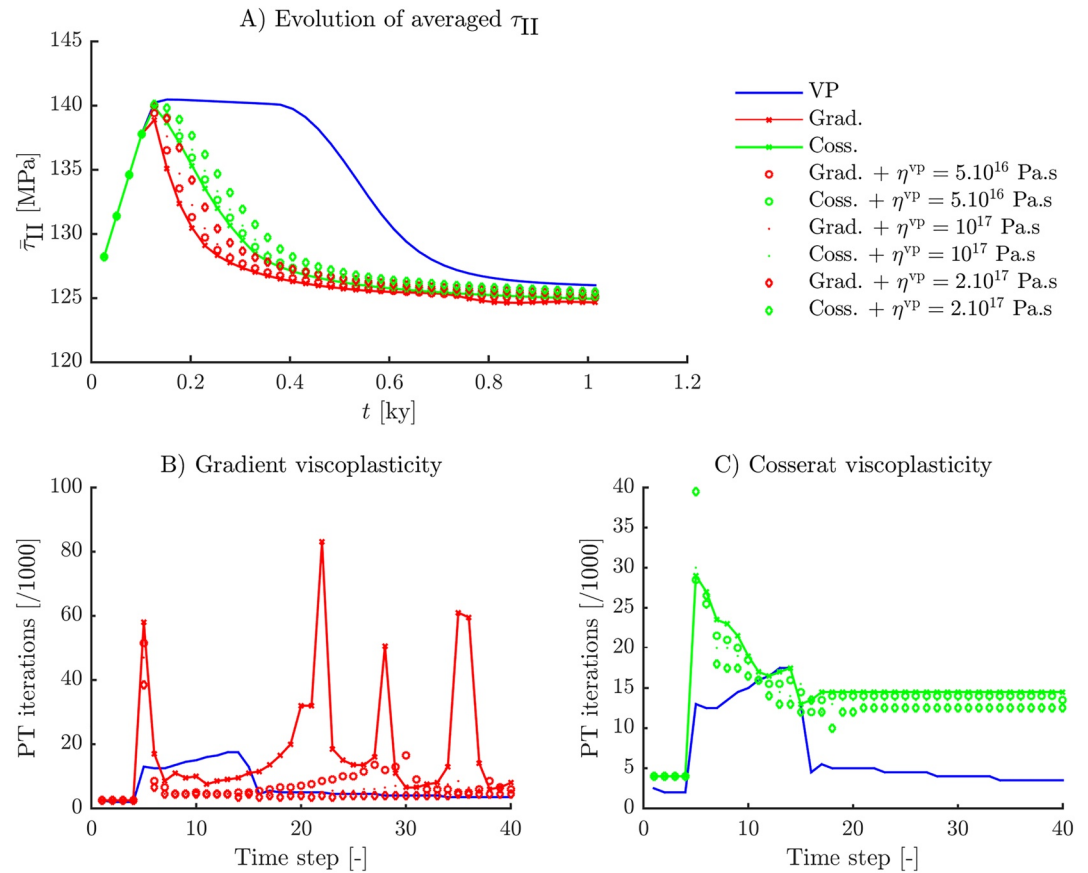 A) Evolution of averaged τII
145
140
135
130
125
120
τ̄II [MPa]
0
0.2
0.4
0.6
0.8
1
1.2
t [ky]
VP
Grad.
Coss.
Grad. + ηvp = 5.10^16 Pa.s
Coss. + ηvp = 5.10^16 Pa.s
Grad. + ηvp = 10^17 Pa.s
Coss. + ηvp = 10^17 Pa.s
Grad. + ηvp = 2.10^17 Pa.s
Coss. + ηvp = 2.10^17 Pa.s
B) Gradient viscoplasticity
100
80
60
40
20
0
PT iterations [/1000]
0
10
20
30
40
Time step [-]
C) Cosserat viscoplasticity
40
35
30
25
20
15
10
5
0
PT iterations [/1000]
0
10
20
30
40
Time step [-]